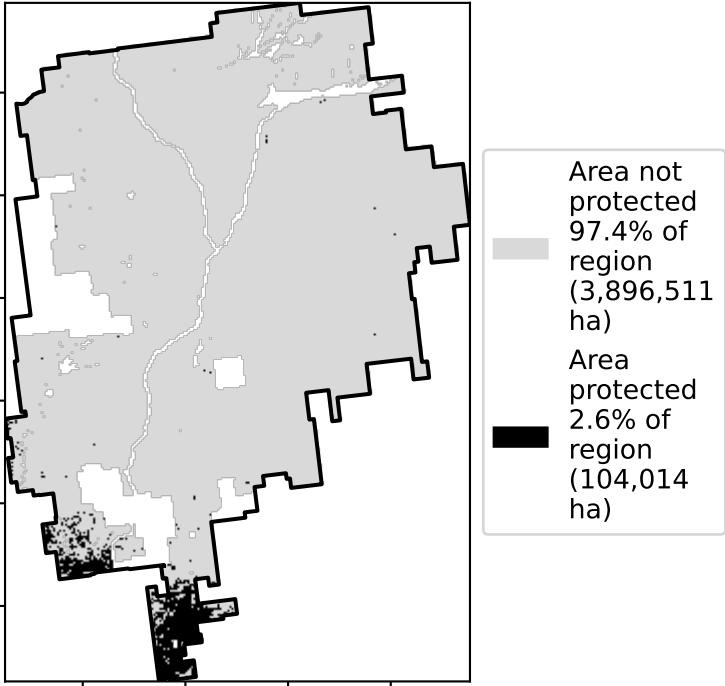 Area not
protected
97.4% of
region
(3,896,511
ha)
Area
protected
2.6% of
region
(104,014
ha)